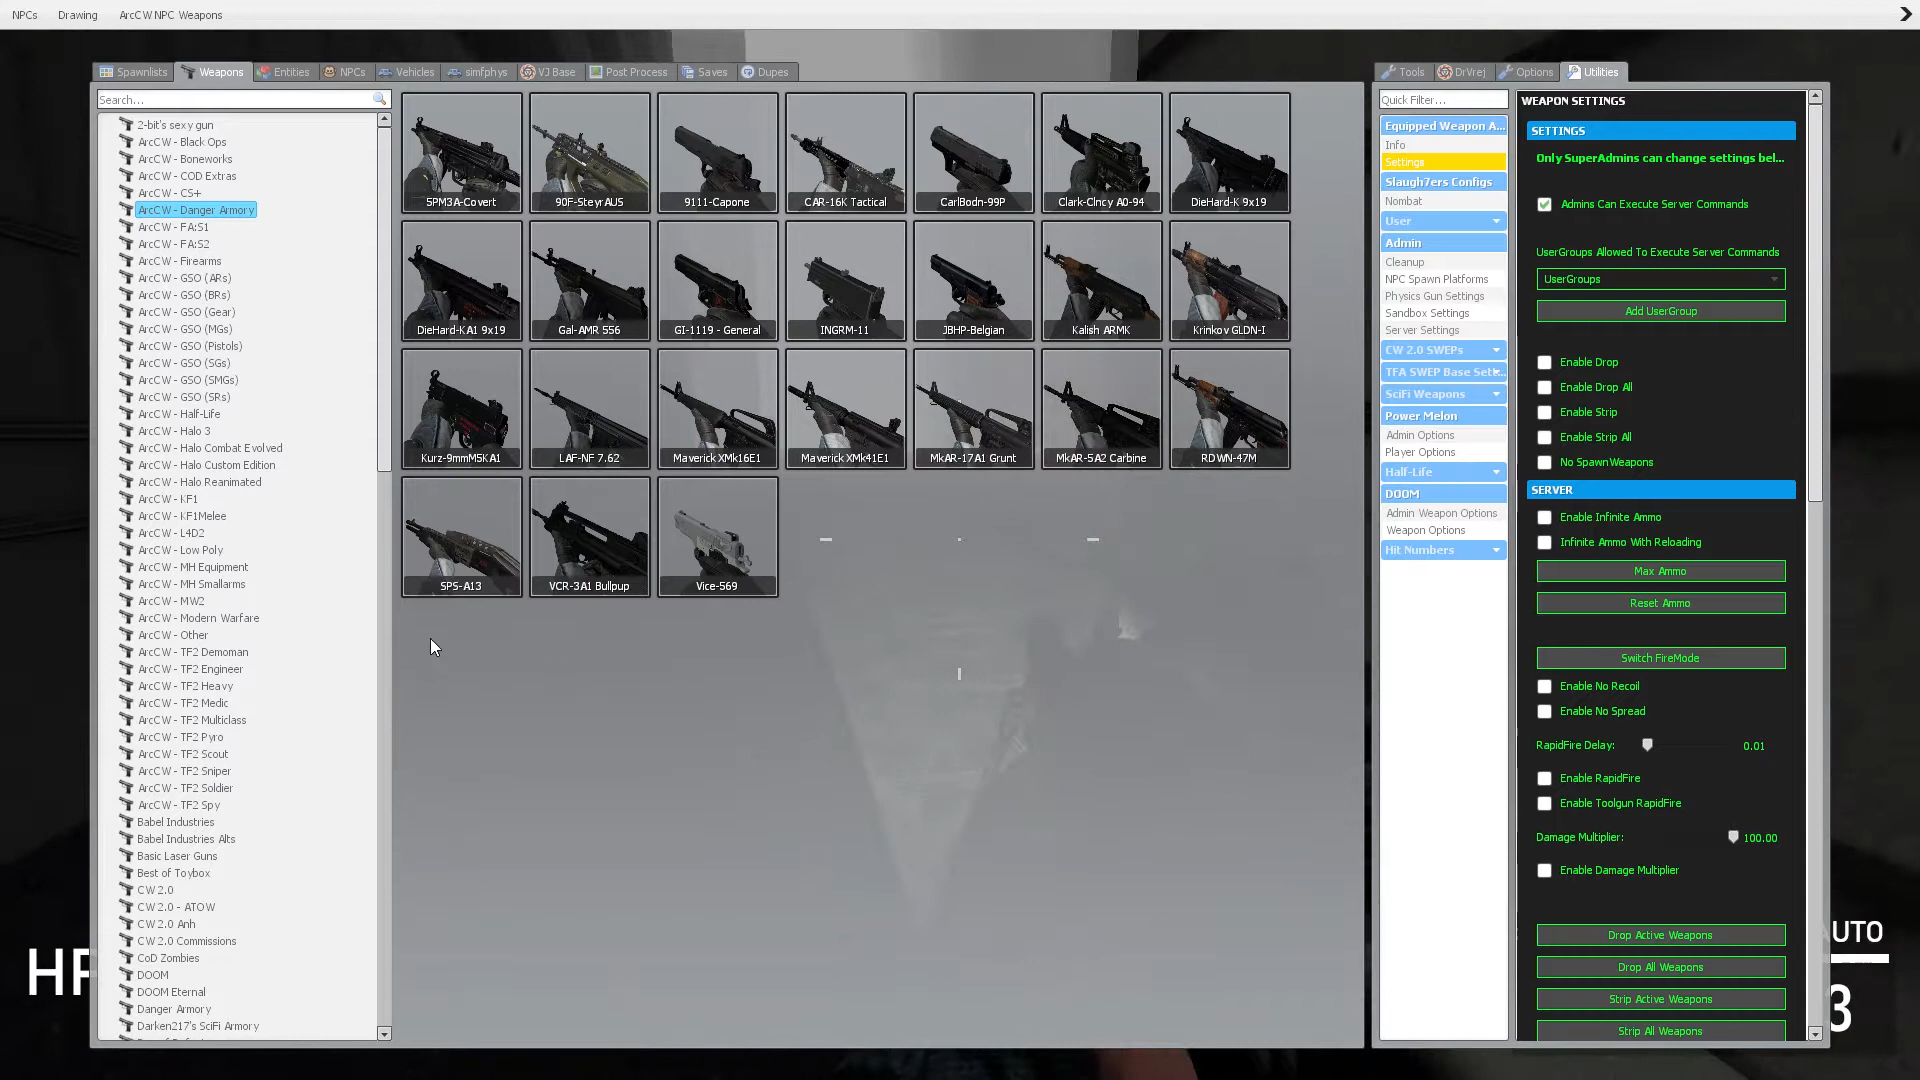 NPCs Drawing ArcCW NPC Weapons
Spawnlists Weapons Entities NPCs Vehicles simfphys VJ Base Post Process Saves Dupes
Search...
2-bit's sexy gun
ArcCW - Black Ops
ArcCW - Boneworks
ArcCW - COD Extras
ArcCW - CS+
ArcCW - Danger Armory
ArcCW - FA:S1
ArcCW - FA:S2
ArcCW - Firearms
ArcCW - GSO (ARs)
ArcCW - GSO (BRs)
ArcCW - GSO (Gear)
ArcCW - GSO (MGs)
ArcCW - GSO (Pistols)
ArcCW - GSO (SGs)
ArcCW - GSO (SMGs)
ArcCW - GSO (SRs)
ArcCW - Half-Life
ArcCW - Halo 3
ArcCW - Halo Combat Evolved
ArcCW - Halo Custom Edition
ArcCW - Halo Reanimated
ArcCW - KF1
ArcCW - KF1Melee
ArcCW - L4D2
ArcCW - Low Poly
ArcCW - MH Equipment
ArcCW - MH Smallarms
ArcCW - MW2
ArcCW - Modern Warfare
ArcCW - Other
ArcCW - TF2 Demoman
ArcCW - TF2 Engineer
ArcCW - TF2 Heavy
ArcCW - TF2 Medic
ArcCW - TF2 Multiclass
ArcCW - TF2 Pyro
ArcCW - TF2 Scout
ArcCW - TF2 Sniper
ArcCW - TF2 Soldier
ArcCW - TF2 Spy
Babel Industries
Babel Industries Alts
Basic Laser Guns
Best of Toybox
CW 2.0
CW 2.0 - ATOW
CW 2.0 Anh
CW 2.0 Commissions
CoD Zombies
DOOM
DOOM Eternal
Danger Armory
Darken217's SciFi Armory
5PM3A-Covert 90F-SteyrAUS 9111-Capone CAR-16K Tactical CarlBodn-99P Clark-Clncy A0-94 DieHard-K 9x19
DieHard-KA1 9x19 Gal-AMR 556 GI-1119 - General INGRM-11 JBHP-Belgian Kalish ARMK Krinkov GLDN-I
Kurz-9mmM5KA1 LAF-NF 7.62 Maverick XMk16E1 Maverick XMk41E1 MkAR-17A1 Grunt MkAR-5A2 Carbine RDWN-47M
SPS-A13 VCR-3A1 Bullpup Vice-569
Tools DrVrej Options Utilities
Quick Filter...
Equipped Weapon A...
Info
Settings
Slaugh7ers Configs
Nombat
User
Admin
Cleanup
NPC Spawn Platforms
Physics Gun Settings
Sandbox Settings
Server Settings
CW 2.0 SWEPs
TFA SWEP Base Sett...
SciFi Weapons
Power Melon
Admin Options
Player Options
Half-Life
DOOM
Admin Weapon Options
Weapon Options
Hit Numbers
WEAPON SETTINGS
SETTINGS
Only SuperAdmins can change settings bel...
Admins Can Execute Server Commands
UserGroups Allowed To Execute Server Commands
UserGroups
Add UserGroup
Enable Drop
Enable Drop All
Enable Strip
Enable Strip All
No SpawnWeapons
SERVER
Enable Infinite Ammo
Infinite Ammo With Reloading
Max Ammo
Reset Ammo
Switch FireMode
Enable No Recoil
Enable No Spread
RapidFire Delay: 0.01
Enable RapidFire
Enable Toolgun RapidFire
Damage Multiplier: 100.00
Enable Damage Multiplier
Drop Active Weapons
Drop All Weapons
Strip Active Weapons
Strip All Weapons
AUTO
3